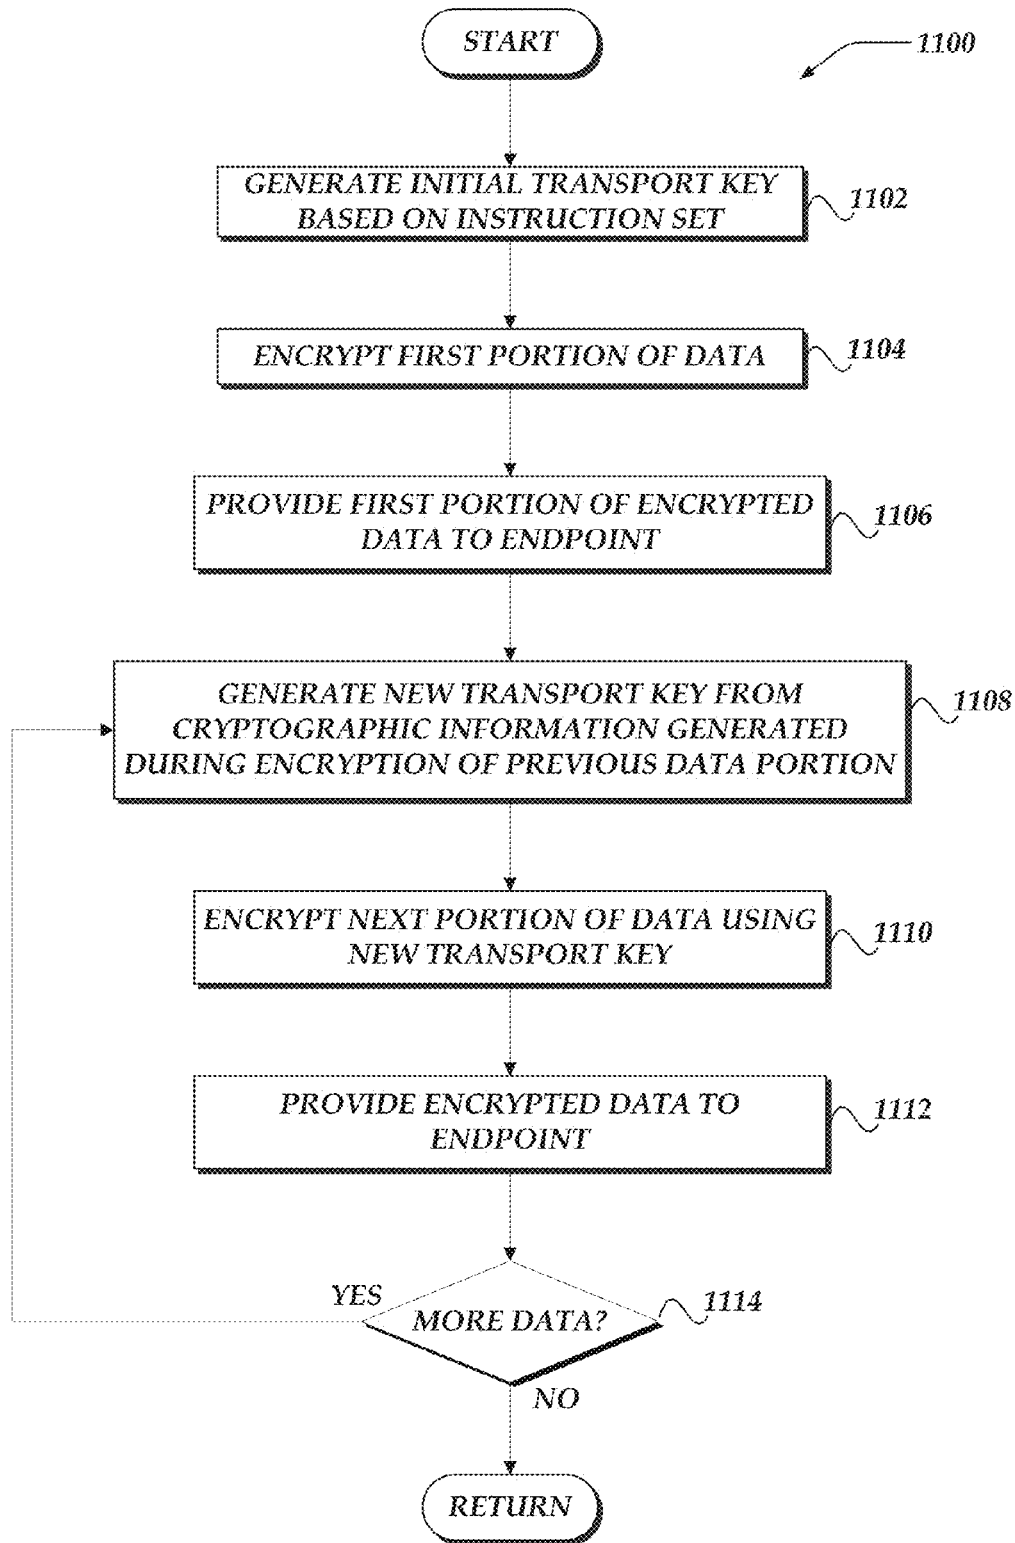 START
1100
GENERATE INITIAL TRANSPORT KEY
BASED ON INSTRUCTION SET
1102
ENCRYPT FIRST PORTION OF DATA
1104
PROVIDE FIRST PORTION OF ENCRYPTED
DATA TO ENDPOINT
1106
GENERATE NEW TRANSPORT KEY FROM
CRYPTOGRAPHIC INFORMATION GENERATED
DURING ENCRYPTION OF PREVIOUS DATA PORTION
1108
ENCRYPT NEXT PORTION OF DATA USING
NEW TRANSPORT KEY
1110
PROVIDE ENCRYPTED DATA TO
ENDPOINT
1112
YES
MORE DATA?
1114
NO
RETURN